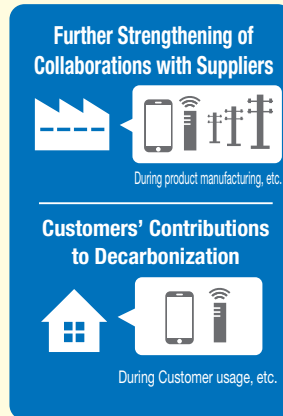 Further Strengthening of
Collaborations with Suppliers
During product manufacturing, etc.
Customers' Contributions
to Decarbonization
During Customer usage, etc.